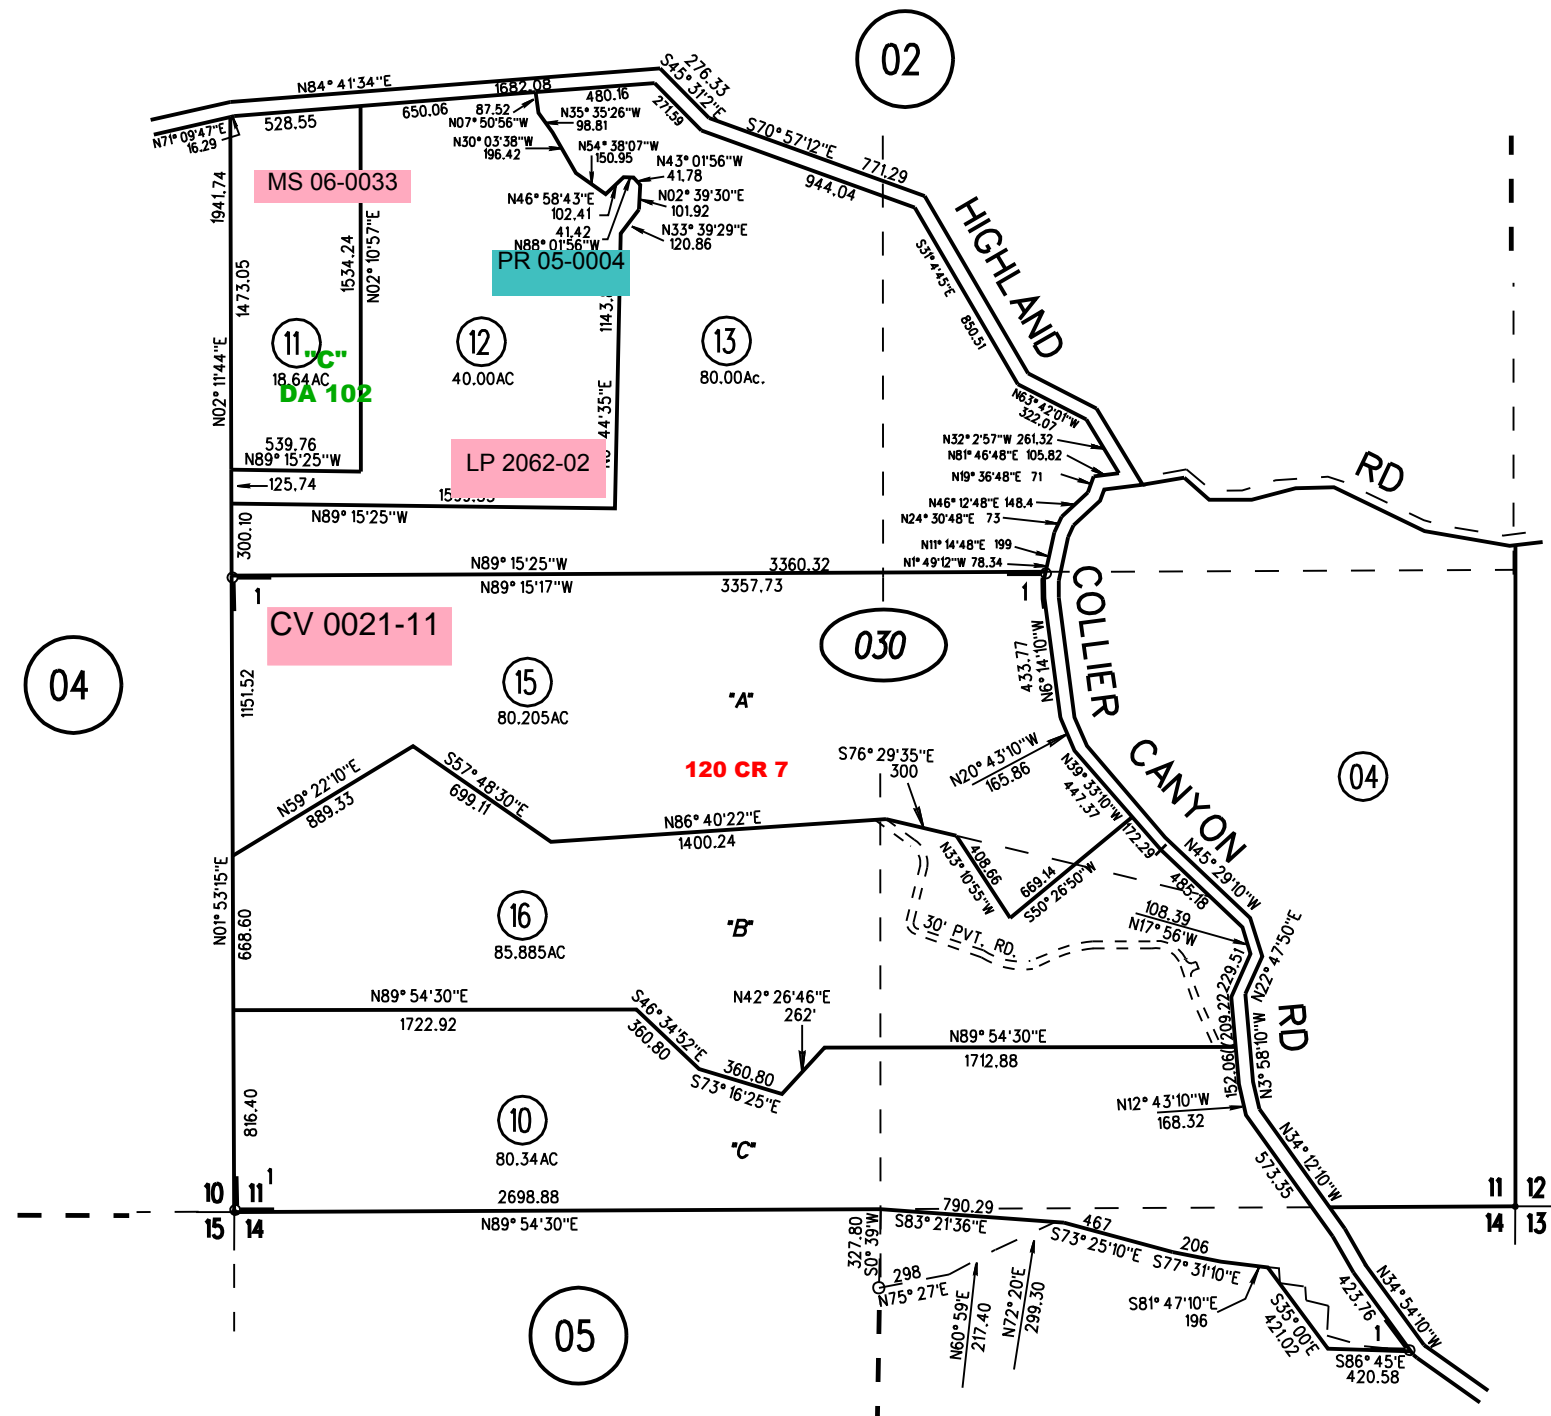 02
N84° 41'34"E
1682.08
480.16
276.33
S45° 31'2"E
271.59
650.06
528.55
N71° 09'47"E
16.29
87.52
N07° 50'56"W
N35° 35'26"W
98.81
N30° 03'38"W
196.42
N54° 38'07"W
150.95
N43° 01'56"W
41.78
N46° 58'43"E
102.41
N02° 39'30"E
101.92
41.42
N88° 01'56"W
N33° 39'29"E
120.86
S70° 57'12"E
771.29
944.04
HIGHLAND
S31° 4'45"E
850.51
MS 06-0033
PR 05-0004
1941.74
1473.05
N02° 11'44"E
1534.24
N02° 10'57"E
1143.
44'35"E
11
"C"
18.64AC
DA 102
12
40.00AC
13
80.00Ac.
N63° 42'01"W
322.07
539.76
N89° 15'25"W
125.74
LP 2062-02
N89° 15'25"W
300.10
N32° 2'57"W 261.32
N81° 46'48"E 105.82
N19° 36'48"E 71
N46° 12'48"E 148.4
N24° 30'48"E 73
N11° 14'48"E 199
N1° 49'12"W 78.34
RD
N89° 15'25"W
3360.32
N89° 15'17"W
3357.73
1
1
CV 0021-11
030
COLLIER
04
1151.52
15
80.205AC
"A"
120 CR 7
433.77
N6° 14'10"W
N20° 43'10"W
165.86
CANYON
04
N59° 22'10"E
889.33
S57° 48'30"E
699.11
N86° 40'22"E
1400.24
S76° 29'35"E
300
N39° 33'10"W
447.37
172.29
408.66
N33° 10'55"W
669.14
S50° 26'50"W
N45° 29'10"W
485.18
N01° 53'15"E
668.60
16
85.885AC
"B"
30' PVT. RD.
108.39
N17° 56'W
229.51
N22° 47'50"E
N89° 54'30"E
1722.92
S46° 34'52"E
360.80
N42° 26'46"E
262'
360.80
S73° 16'25"E
N89° 54'30"E
1712.88
209.22
152.06
N3° 58'10"W
RD
816.40
10
80.34AC
"C"
N12° 43'10"W
168.32
N34° 12'10"W
573.35
10
11
1
15
14
2698.88
N89° 54'30"E
790.29
S83° 21'36"E
467
S73° 25'10"E
206
S77° 31'10"E
11
12
14
13
327.80
S0° 39'W
298
N75° 27'E
N60° 59'E
217.40
N72° 20'E
299.30
S81° 47'10"E
196
S35° 00'E
421.02
423.76
N34° 54'10"W
1
S86° 45'E
420.58
05